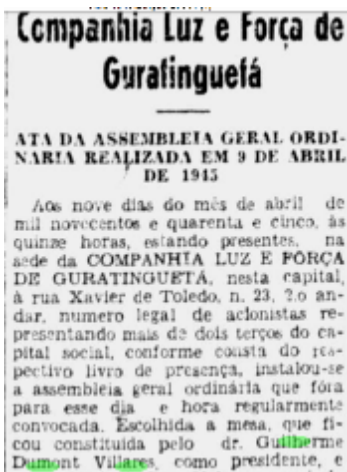 Companhia Luz e Força de
Guratinguetá
ATA DA ASSEMBLEIA GERAL ORDI-
NARIA REALIZADA EM 9 DE ABRIL
DE 1945
Aos nove dias do mês de abril de
mil novecentos e quarenta e cinco, às
quinze horas, estando presentes, na
sede da COMPANHIA LUZ E FORÇA
DE GURATINGUETÁ, nesta capital,
à rua Xavier de Toledo, n. 23, 2.o an-
dar, numero legal de acionistas re-
presentando mais de dois terços do ca-
pital social, conforme consta do res-
pectivo livro de presença, instalou-se
a assembleia geral ordinária que fôra
para esse dia e hora regularmente
convocada. Escolhida a mesa, que fi-
cou constituida pelo dr. Guilherme
Dumont Villares, como presidente, e